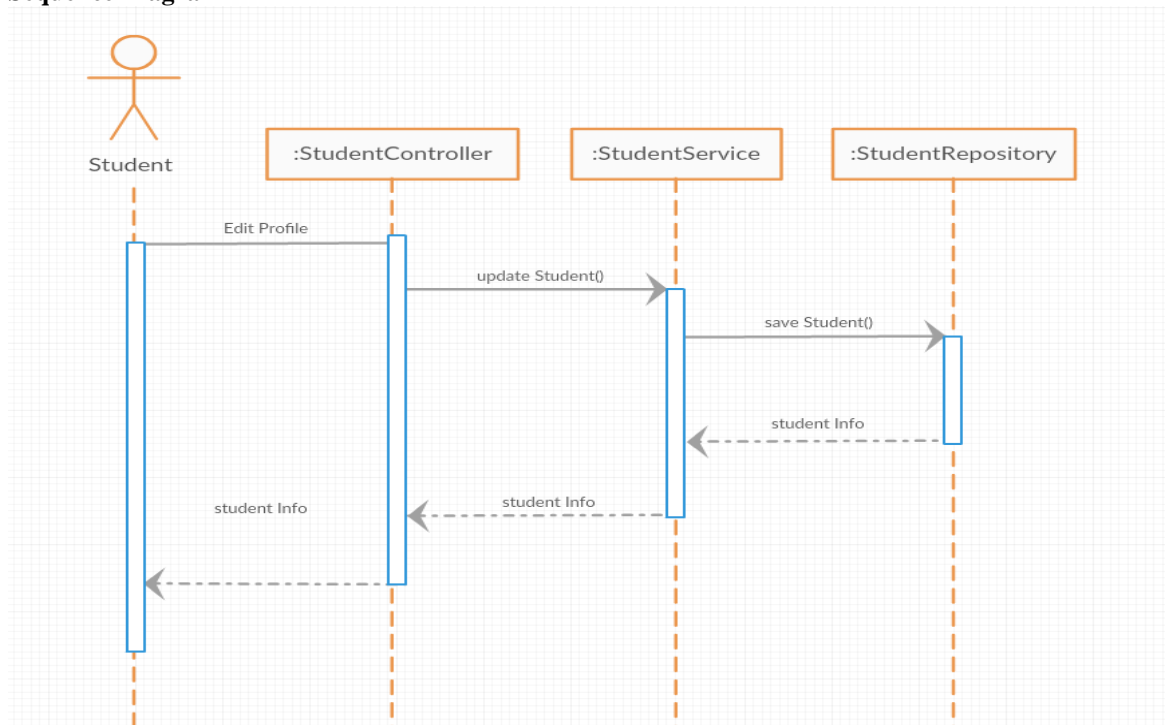 Student
:StudentController
:StudentService
:StudentRepository
Edit Profile
update Student()
save Student()
student Info
student Info
student Info